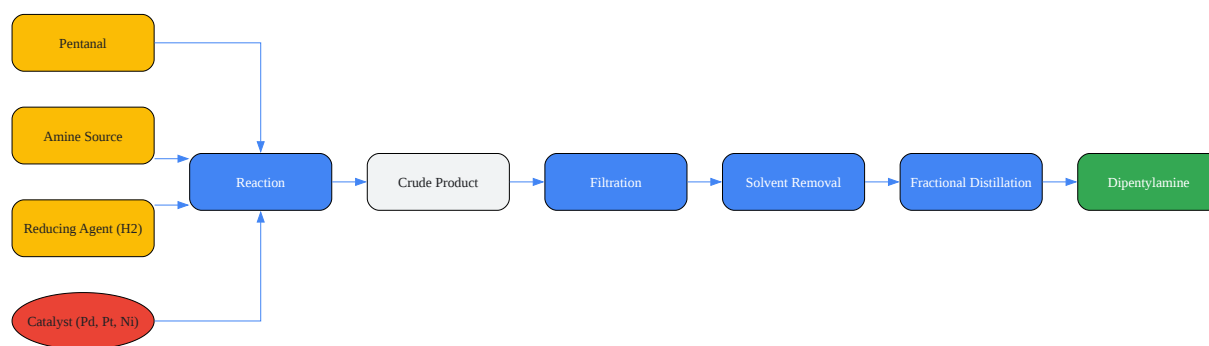 Pentanal
Amine Source
Reducing Agent (H2)
Catalyst (Pd, Pt, Ni)
Reaction
Crude Product
Filtration
Solvent Removal
Fractional Distillation
Dipentylamine